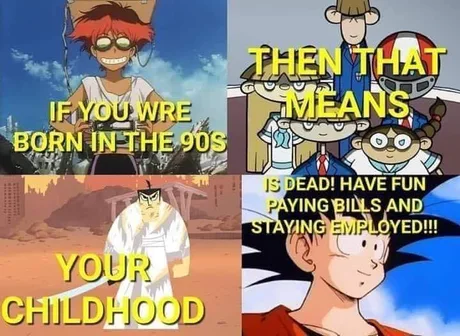 IF YOU WRE
BORN IN THE 90S
THEN THAT
MEANS
YOUR
CHILDHOOD
IS DEAD! HAVE FUN
PAYING BILLS AND
STAYING EMPLOYED!!!